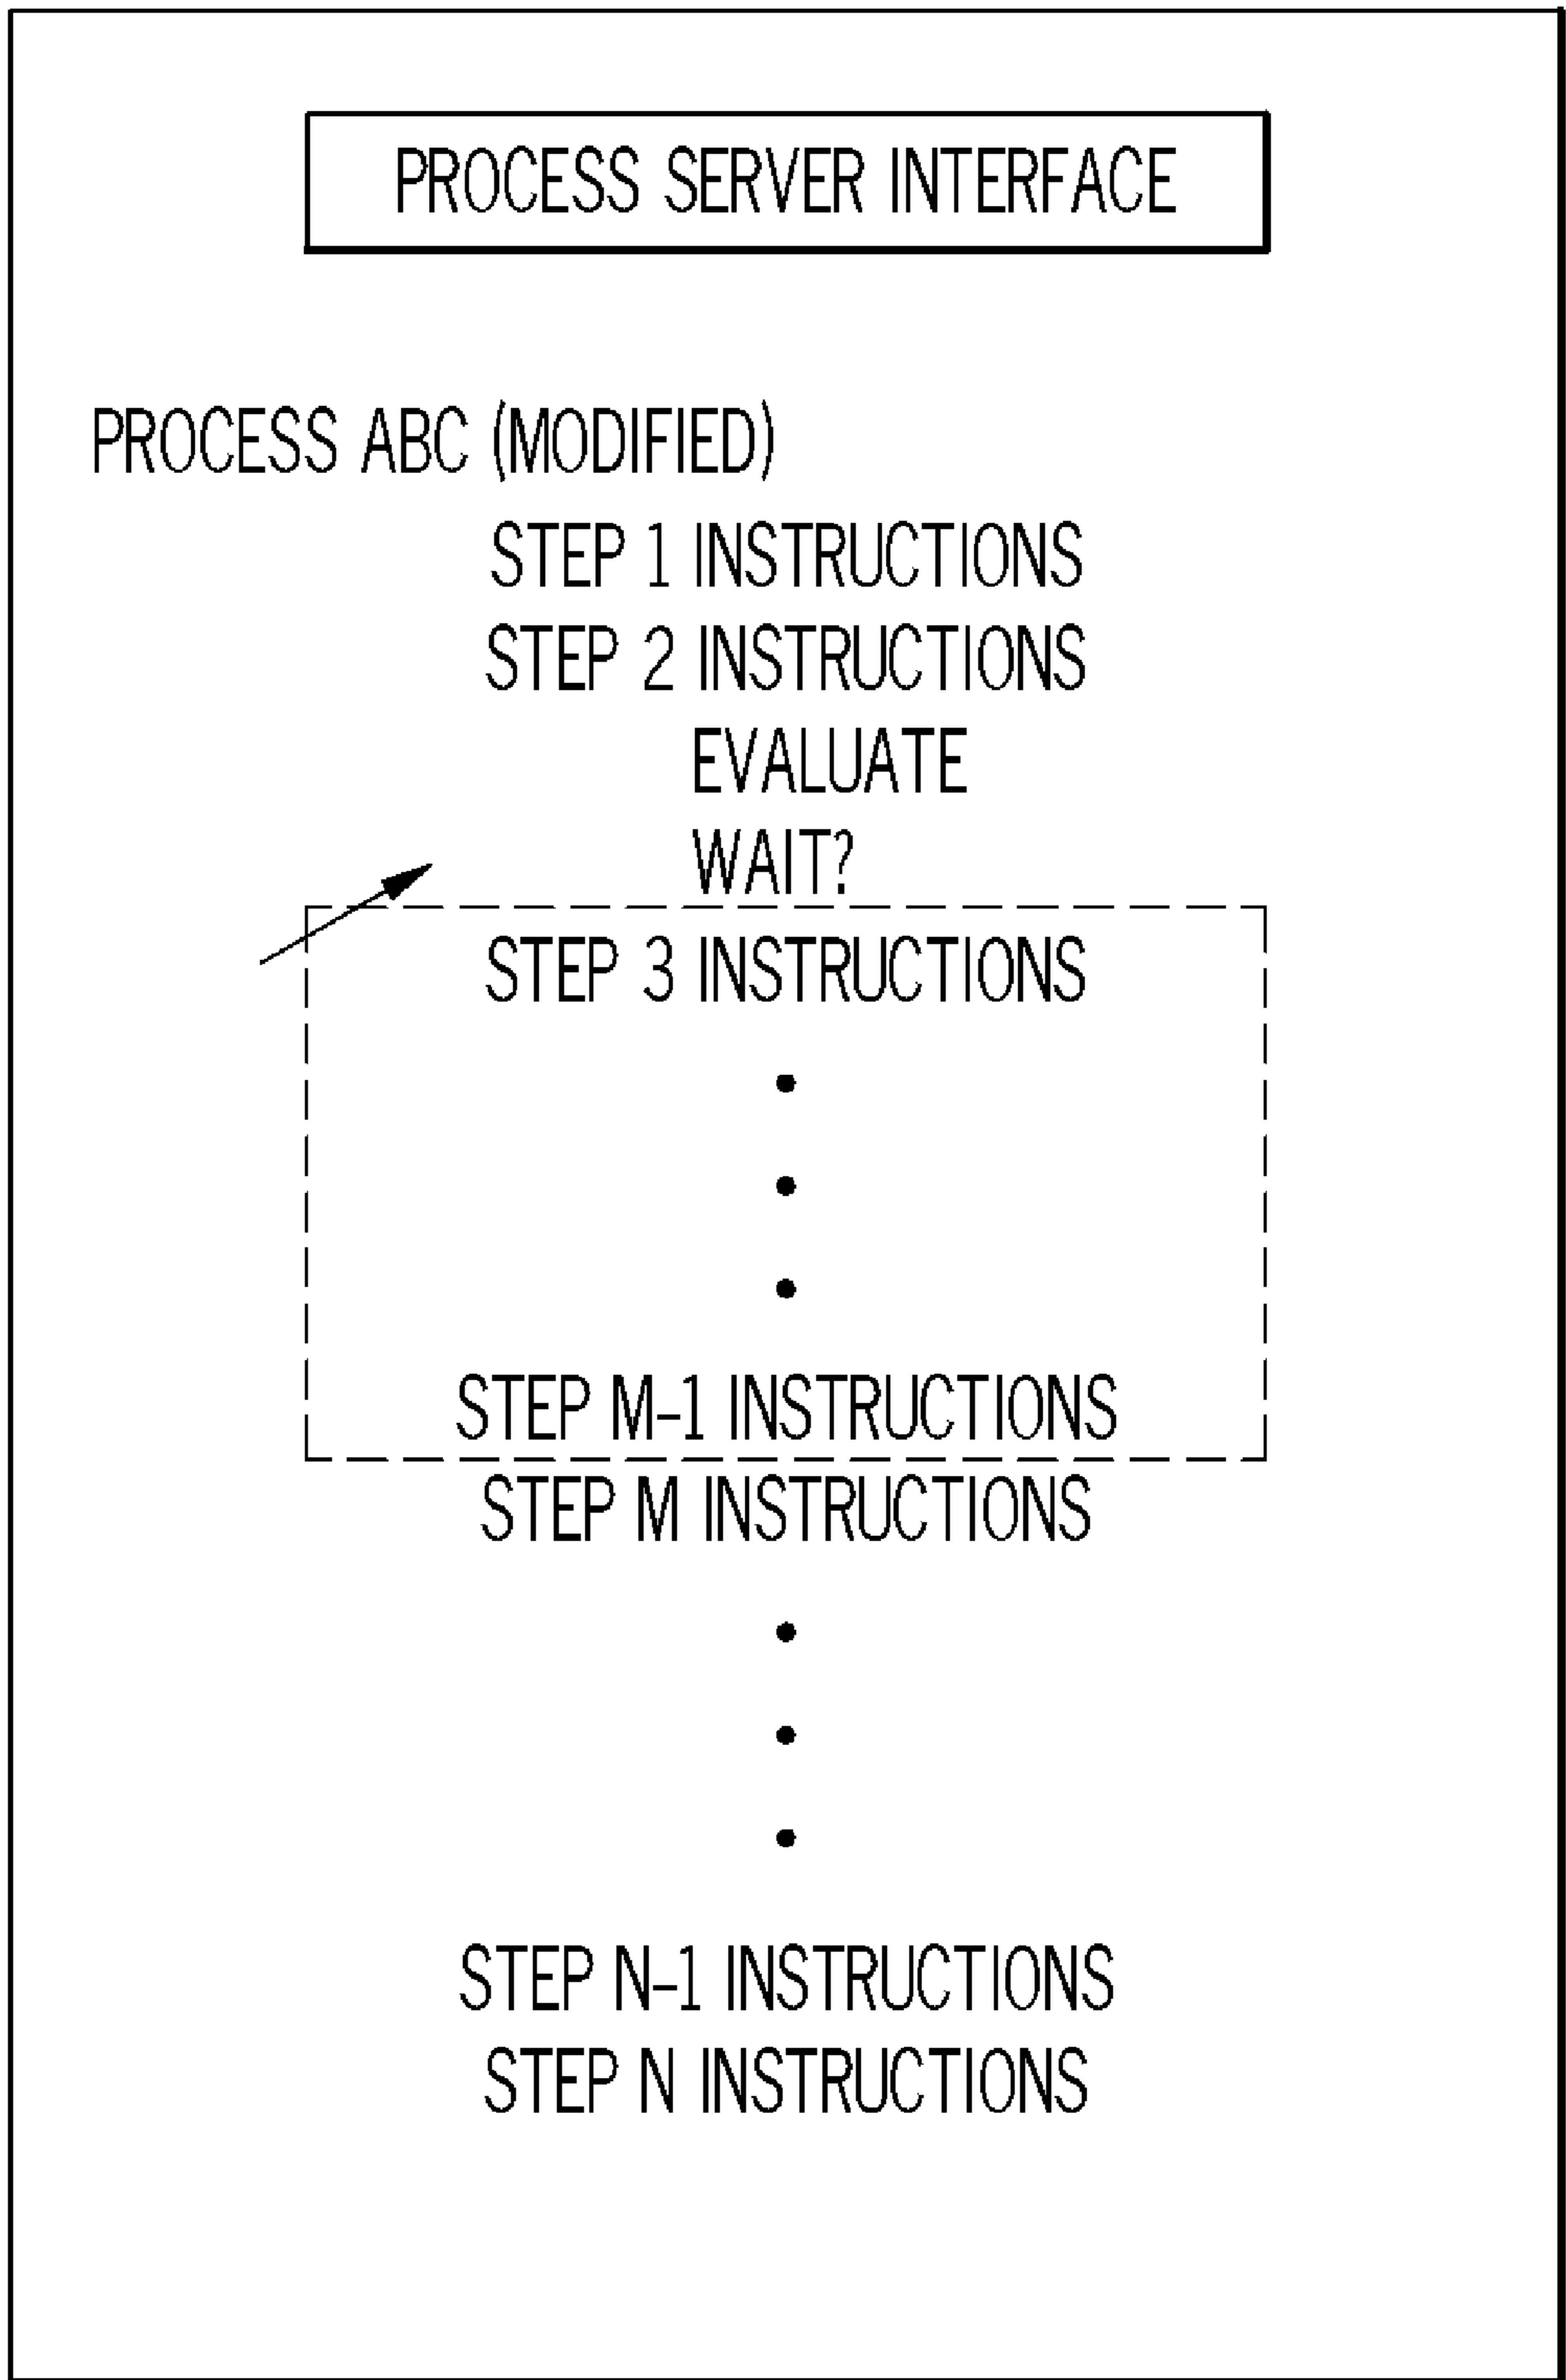 PROCESS SERVER INTERFACE
PROCESS ABC (MODIFIED)
STEP 1 INSTRUCTIONS
STEP 2 INSTRUCTIONS
EVALUATE
WAIT?
STEP 3 INSTRUCTIONS
STEP M-1 INSTRUCTIONS
STEP M INSTRUCTIONS
STEP N-1 INSTRUCTIONS
STEP N INSTRUCTIONS